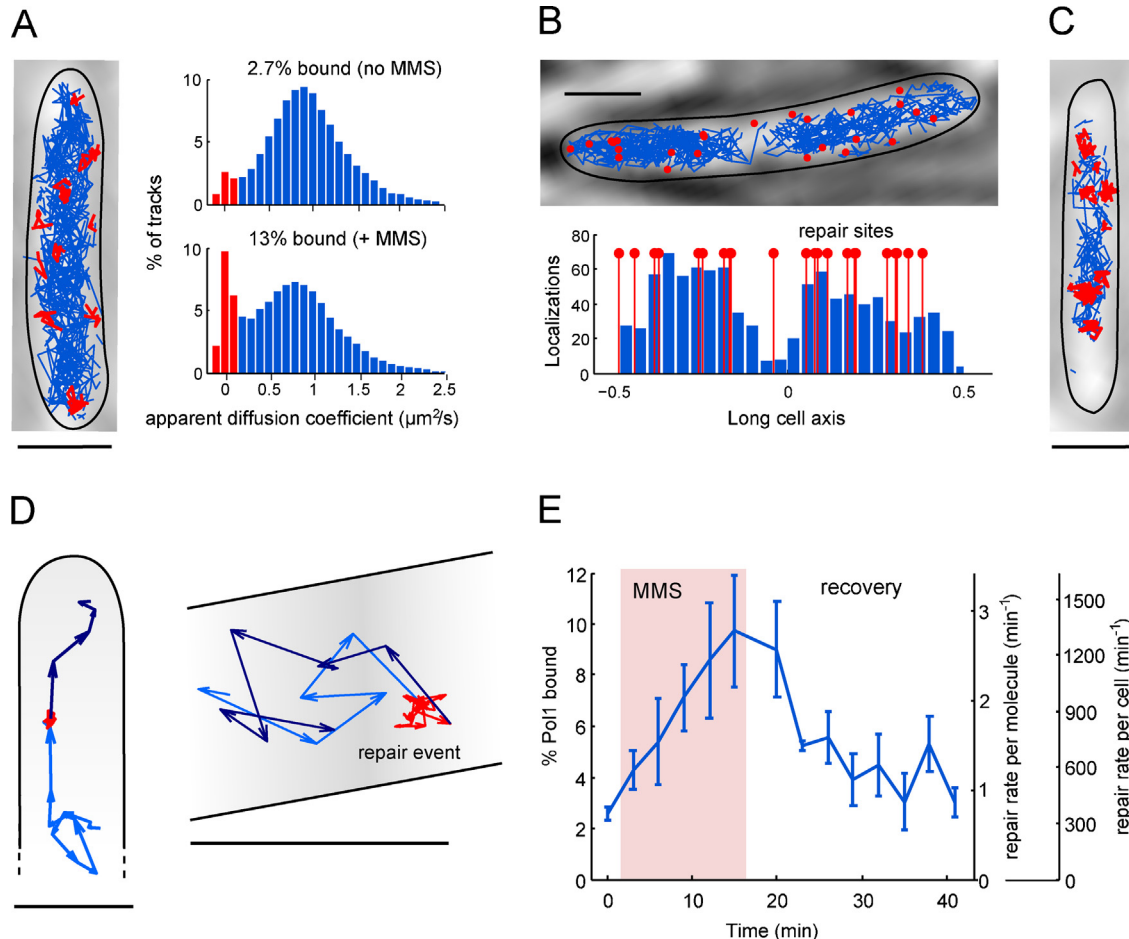 A
B
C
2.7% bound (no MMS)
10
5
0
% of tracks
13% bound (+ MMS)
10
5
0
0 0.5 1 1.5 2 2.5
apparent diffusion coefficient (µm²/s)
repair sites
80
60
40
20
0
Localizations
−0.5 0 0.5
Long cell axis
D
repair event
E
MMS
recovery
12
10
8
6
4
2
0
% Pol1 bound
0 10 20 30 40
Time (min)
3
2
1
0
repair rate per molecule (min⁻¹)
1500
1200
900
600
300
0
repair rate per cell (min⁻¹)